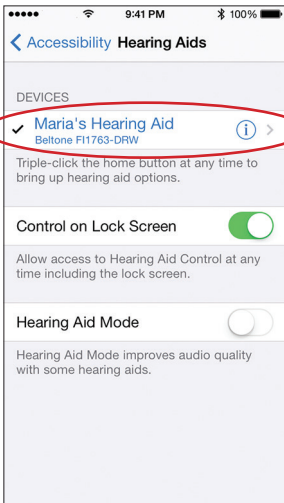 9:41 PM 100%
Accessibility Hearing Aids
DEVICES
Maria's Hearing Aid
Beltone FI1763-DRW
Triple-click the home button at any time to
bring up hearing aid options.
Control on Lock Screen
Allow access to Hearing Aid Control at any
time including the lock screen.
Hearing Aid Mode
Hearing Aid Mode improves audio quality
with some hearing aids.